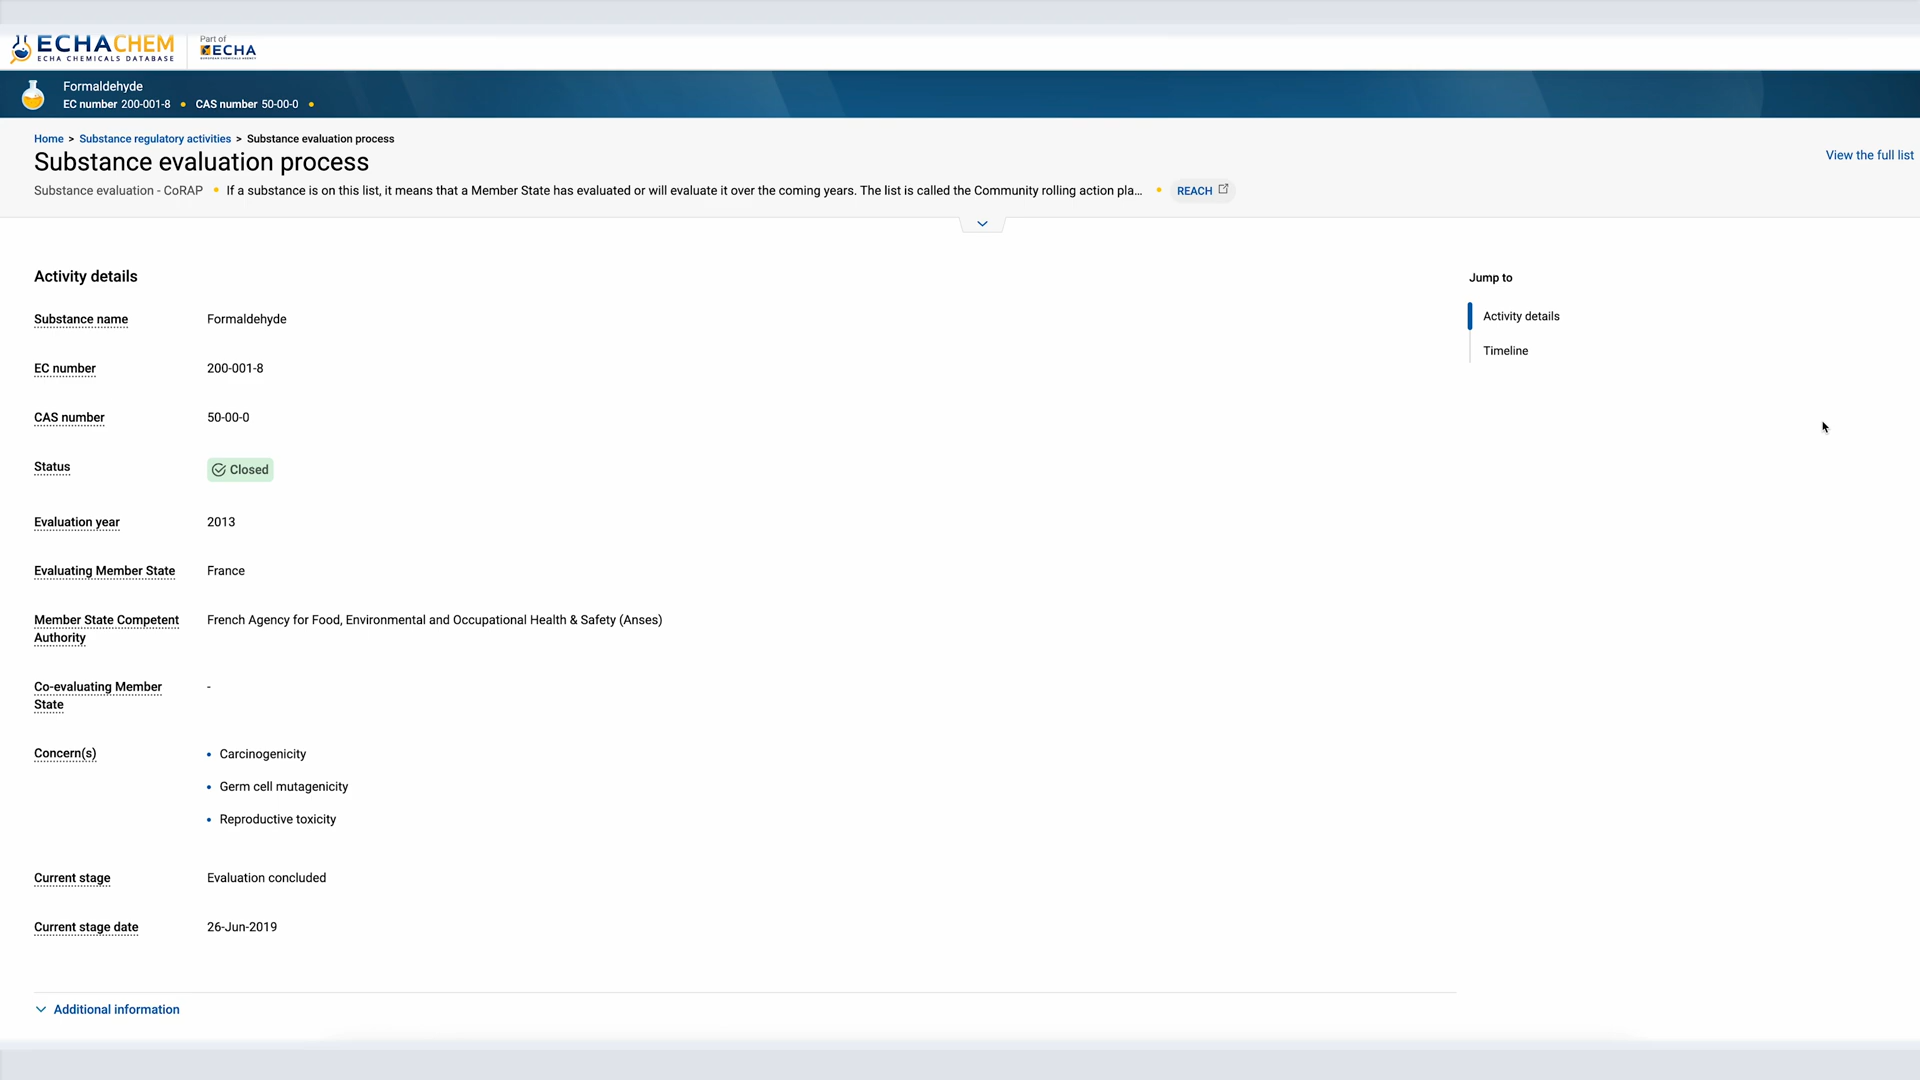 ECHACHEM
ECHA CHEMICALS DATABASE
Part of
ECHA
EUROPEAN CHEMICALS AGENCY
Formaldehyde
EC number 200-001-8 • CAS number 50-00-0 •
Home > Substance regulatory activities > Substance evaluation process
Substance evaluation process
View the full list
Substance evaluation - CoRAP • If a substance is on this list, it means that a Member State has evaluated or will evaluate it over the coming years. The list is called the Community rolling action pla... • REACH
Activity details
Jump to
Activity details
Timeline
Substance name Formaldehyde
EC number 200-001-8
CAS number 50-00-0
Status Closed
Evaluation year 2013
Evaluating Member State France
Member State Competent French Agency for Food, Environmental and Occupational Health & Safety (Anses)
Authority
Co-evaluating Member -
State
Concern(s) • Carcinogenicity
• Germ cell mutagenicity
• Reproductive toxicity
Current stage Evaluation concluded
Current stage date 26-Jun-2019
Additional information